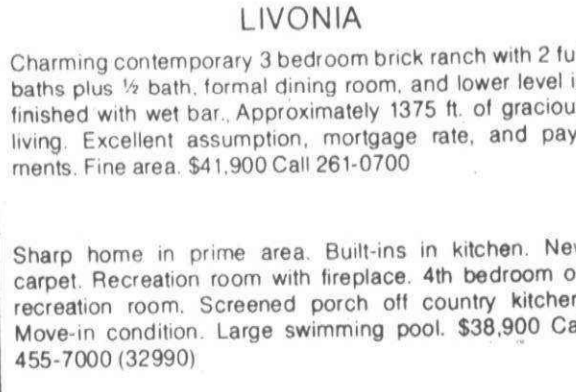 LIVONIA
Charming contemporary 3 bedroom brick ranch with 2 fu
baths plus ½ bath, formal dining room, and lower level i
finished with wet bar., Approximately 1375 ft. of graciou
living. Excellent assumption, mortgage rate, and pay
ments. Fine area. $41,900 Call 261-0700
Sharp home in prime area. Built-ins in kitchen. Nev
carpet. Recreation room with fireplace. 4th bedroom o
recreation room. Screened porch off country kitchen
Move-in condition. Large swimming pool. $38,900 Ca
455-7000 (32990)